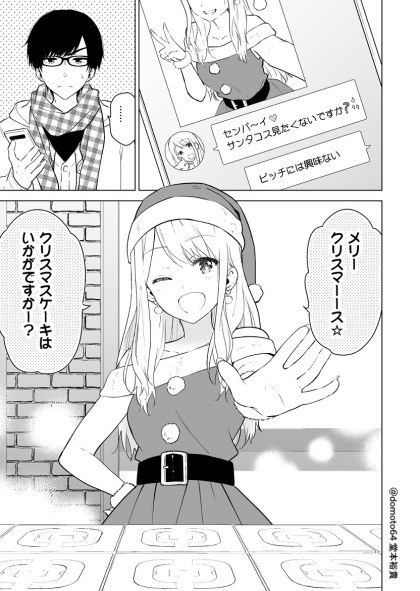 センパ~イ♡
サンタコス見たくないですか?
ビッチには興味ない
………
メリー
クリスマース☆
クリスマスケーキは
いかがですかー?
@domoto64 堂本裕貴